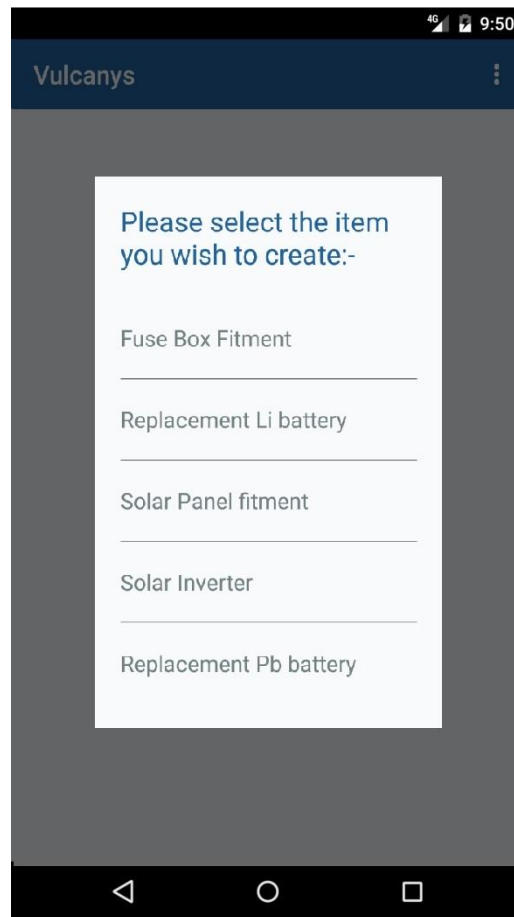 4G 9:50
Vulcanys
Please select the item
you wish to create:-
Fuse Box Fitment
Replacement Li battery
Solar Panel fitment
Solar Inverter
Replacement Pb battery